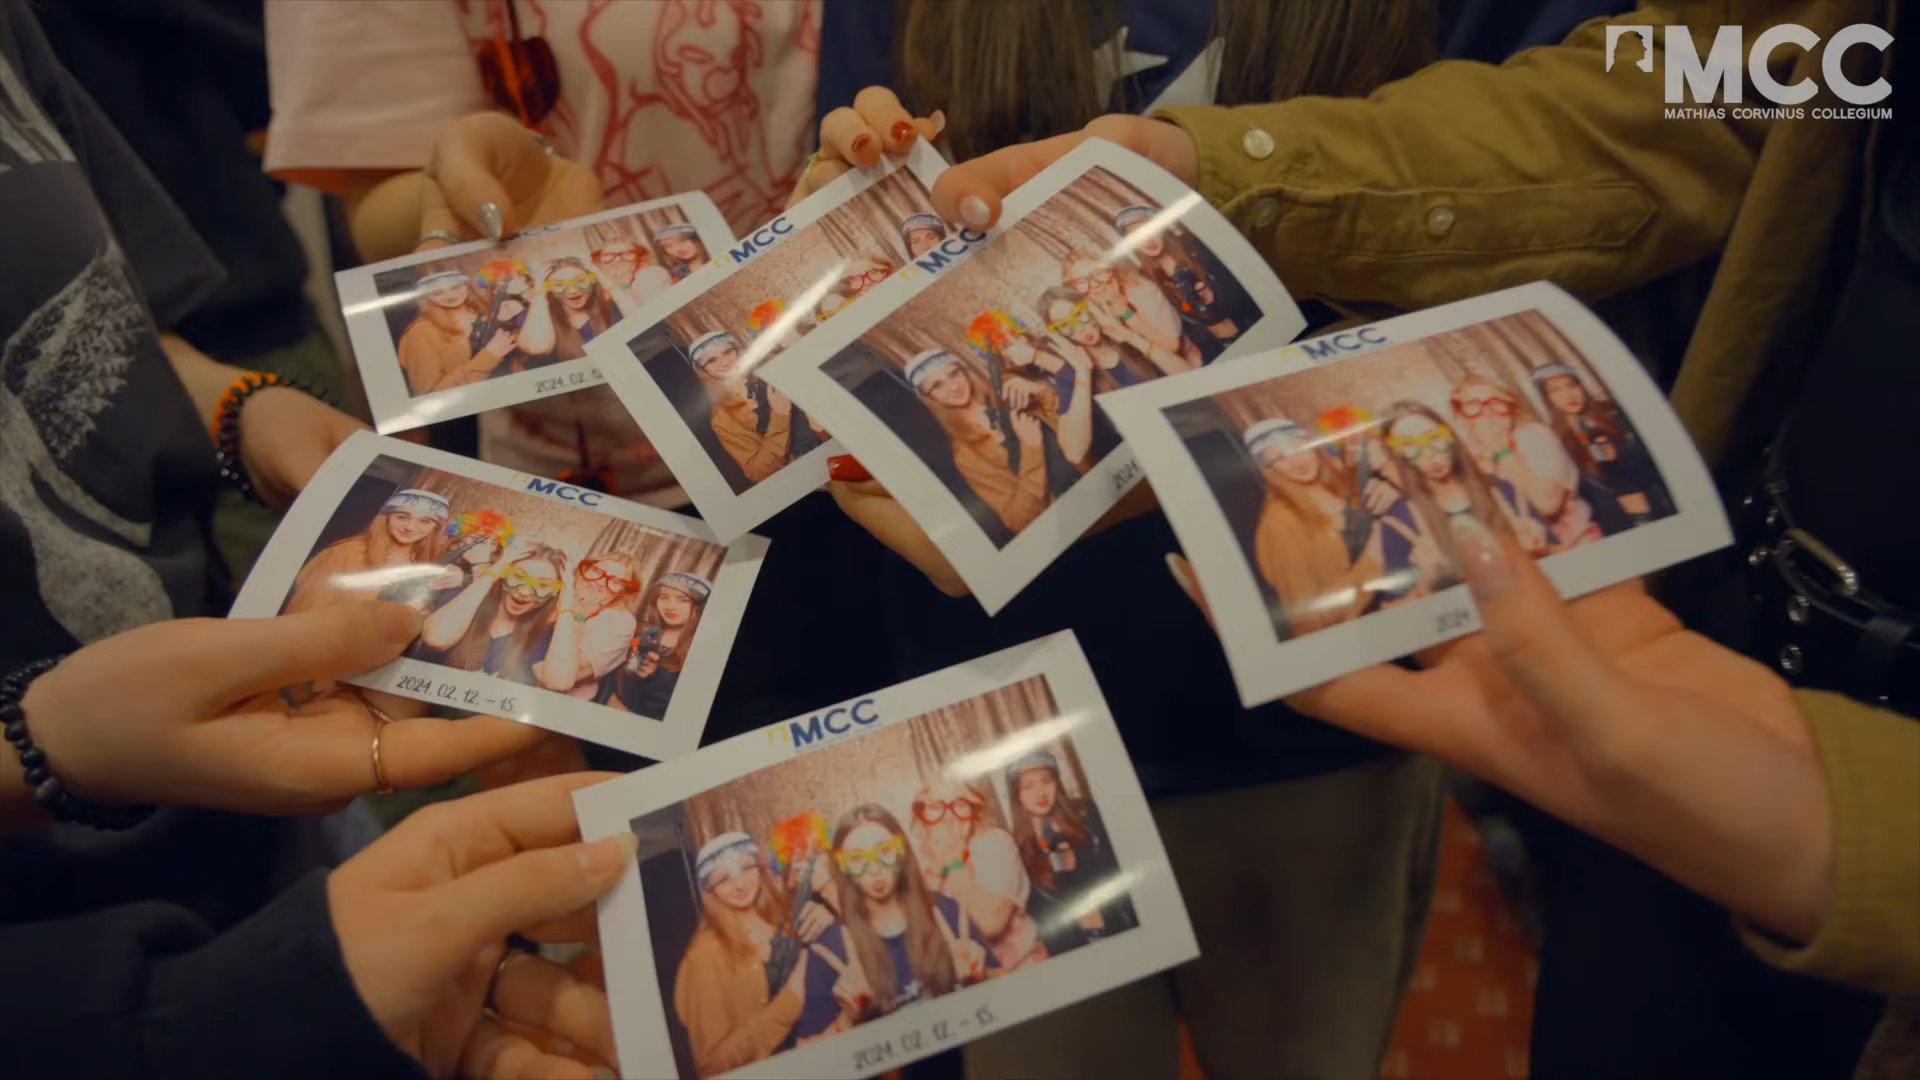 MCC
MATHIAS CORVINUS COLLEGIUM
MCC
2024. 02. 12
MCC
MCC
2024
MCC
2024
MCC
2024. 02. 12. - 15.
MCC
2024. 02. 12. - 15.